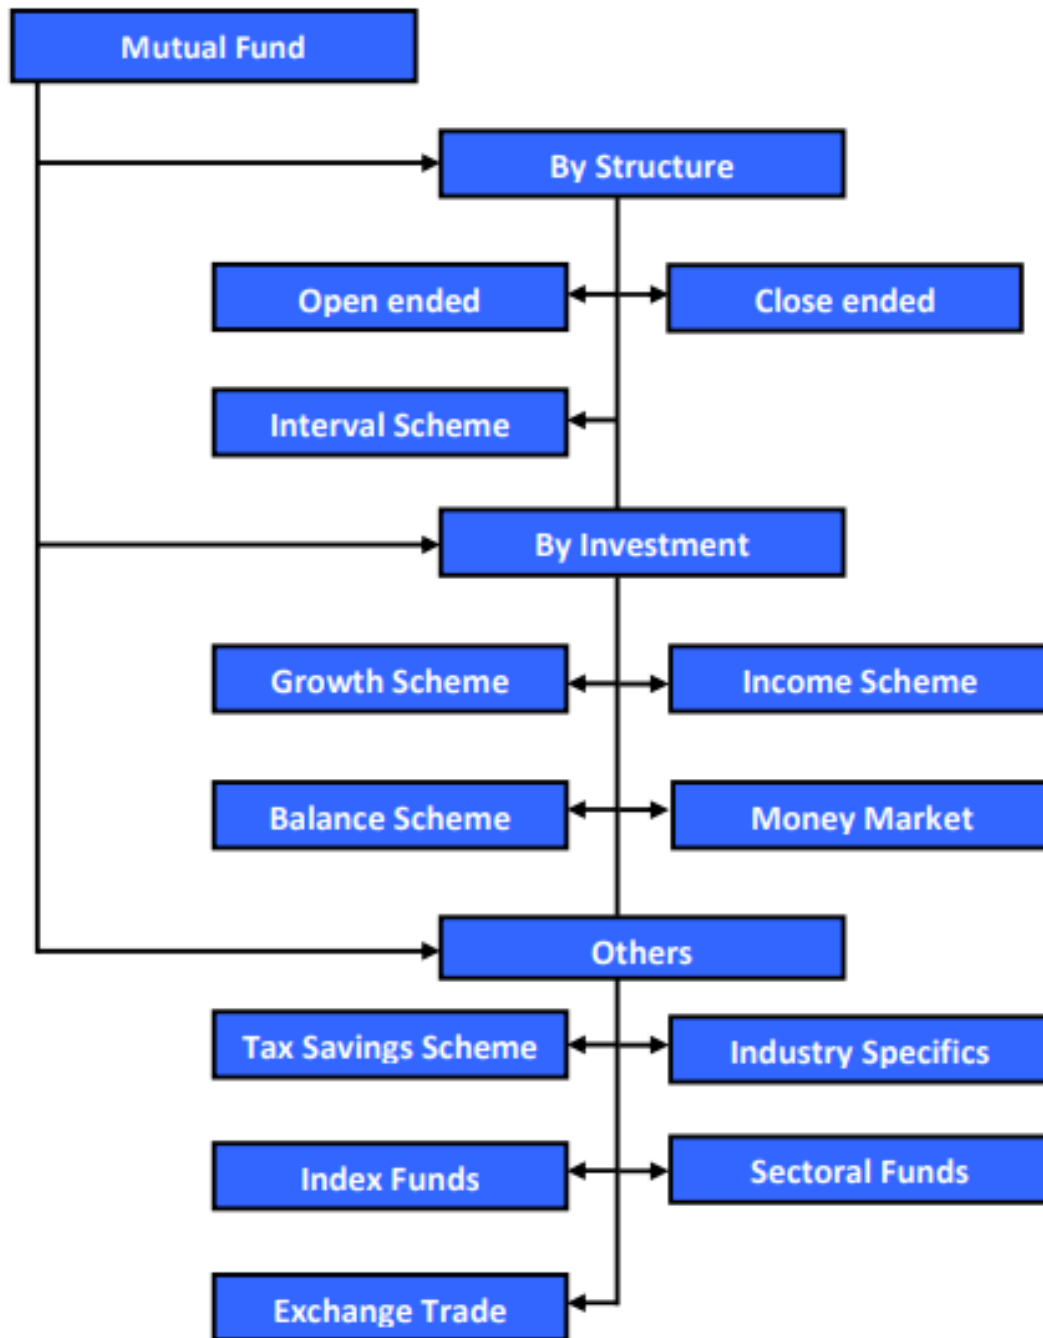 Mutual Fund
By Structure
Open ended
Close ended
Interval Scheme
By Investment
Growth Scheme
Income Scheme
Balance Scheme
Money Market
Others
Tax Savings Scheme
Industry Specifics
Index Funds
Sectoral Funds
Exchange Trade